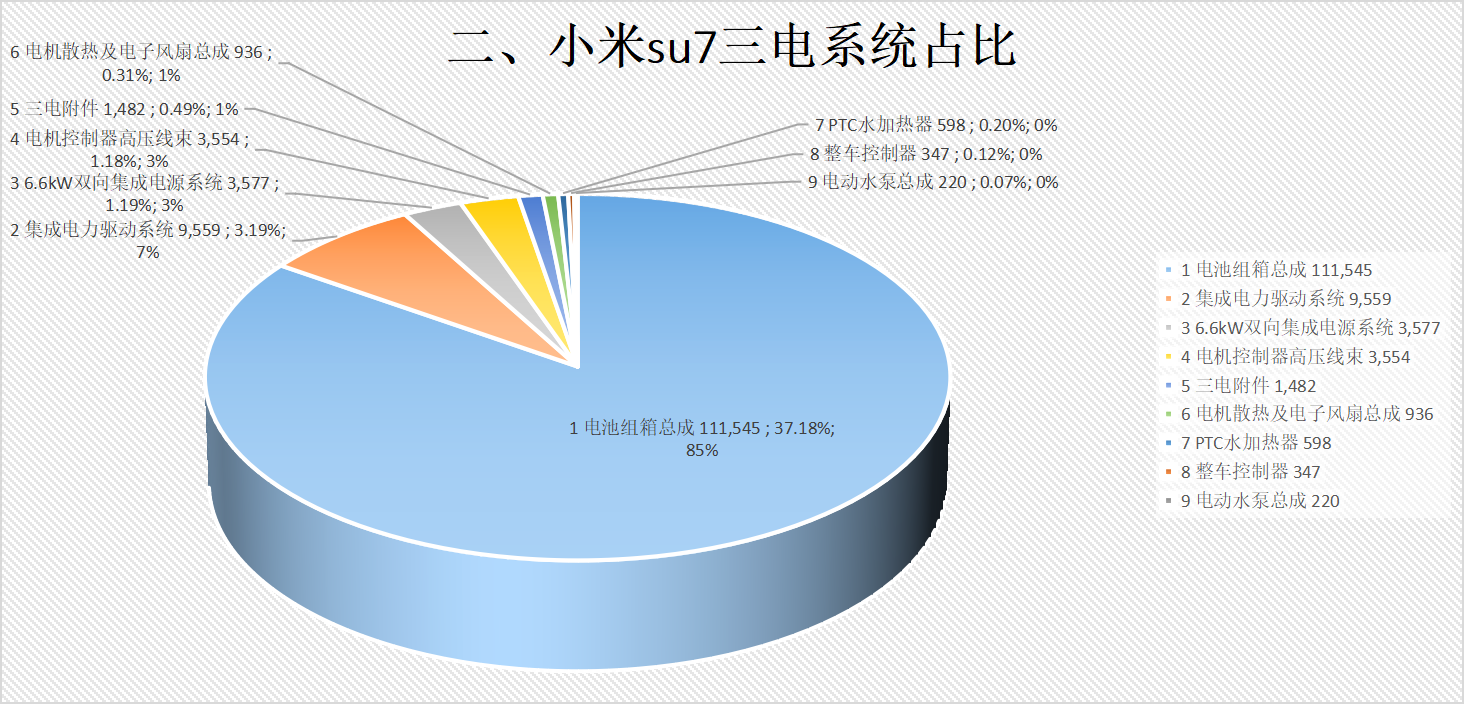 二、小米su7三电系统占比
6 电机散热及电子风扇总成 936 ;
0.31%; 1%
5 三电附件 1,482 ; 0.49%; 1%
4 电机控制器高压线束 3,554 ;
1.18%; 3%
3 6.6kW双向集成电源系统 3,577 ;
1.19%; 3%
2 集成电力驱动系统 9,559 ; 3.19%;
7%
7 PTC水加热器 598 ; 0.20%; 0%
8 整车控制器 347 ; 0.12%; 0%
9 电动水泵总成 220 ; 0.07%; 0%
1 电池组箱总成 111,545 ; 37.18%;
85%
1 电池组箱总成 111,545
2 集成电力驱动系统 9,559
3 6.6kW双向集成电源系统 3,577
4 电机控制器高压线束 3,554
5 三电附件 1,482
6 电机散热及电子风扇总成 936
7 PTC水加热器 598
8 整车控制器 347
9 电动水泵总成 220